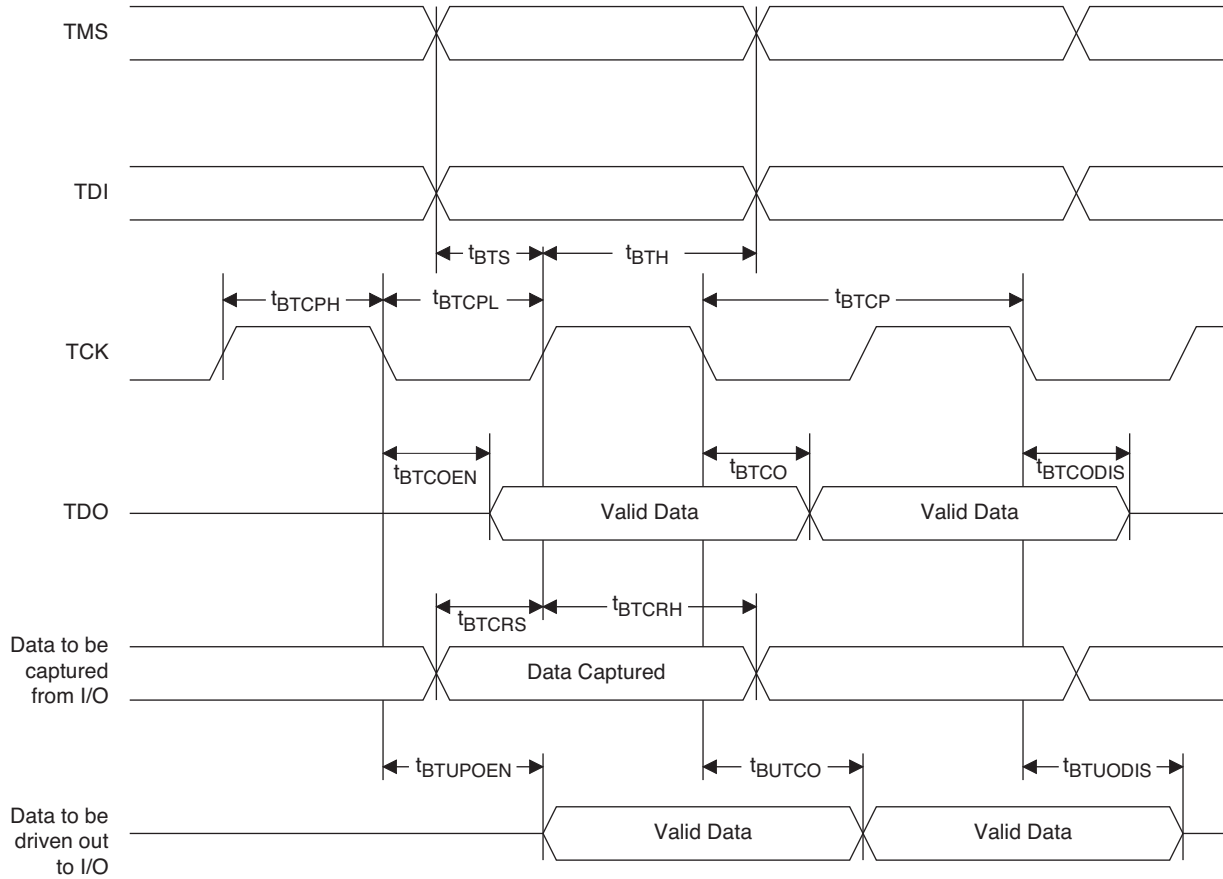 TMS
TDI
tBTS
tBTH
tBTCPH
tBTCPL
tBTCP
TCK
tBTCOEN
tBTCO
tBTCODIS
TDO
Valid Data
Valid Data
tBTCRS
tBTCRH
Data to be
captured
from I/O
Data Captured
tBTUPOEN
tBUTCO
tBTUODIS
Data to be
driven out
to I/O
Valid Data
Valid Data